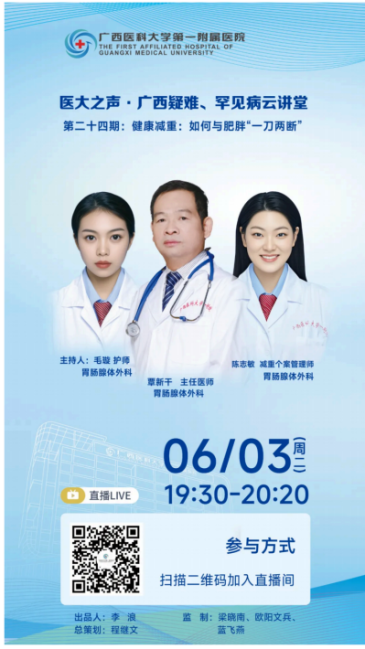 广西医科大学第一附属医院
THE FIRST AFFILIATED HOSPITAL OF
GUANGXI MEDICAL UNIVERSITY
医大之声·广西疑难、罕见病云讲堂
第二十四期：健康减重：如何与肥胖“一刀两断”
主持人：毛璇 护师
胃肠腺体外科
覃新干 主任医师
胃肠腺体外科
陈志敏 减重个案管理师
胃肠腺体外科
06/03(周二)
直播LIVE
19:30-20:20
参与方式
扫描二维码加入直播间
出品人：李 浪
总策划：程继文
监 制：梁晓南、欧阳文兵、
蓝飞燕